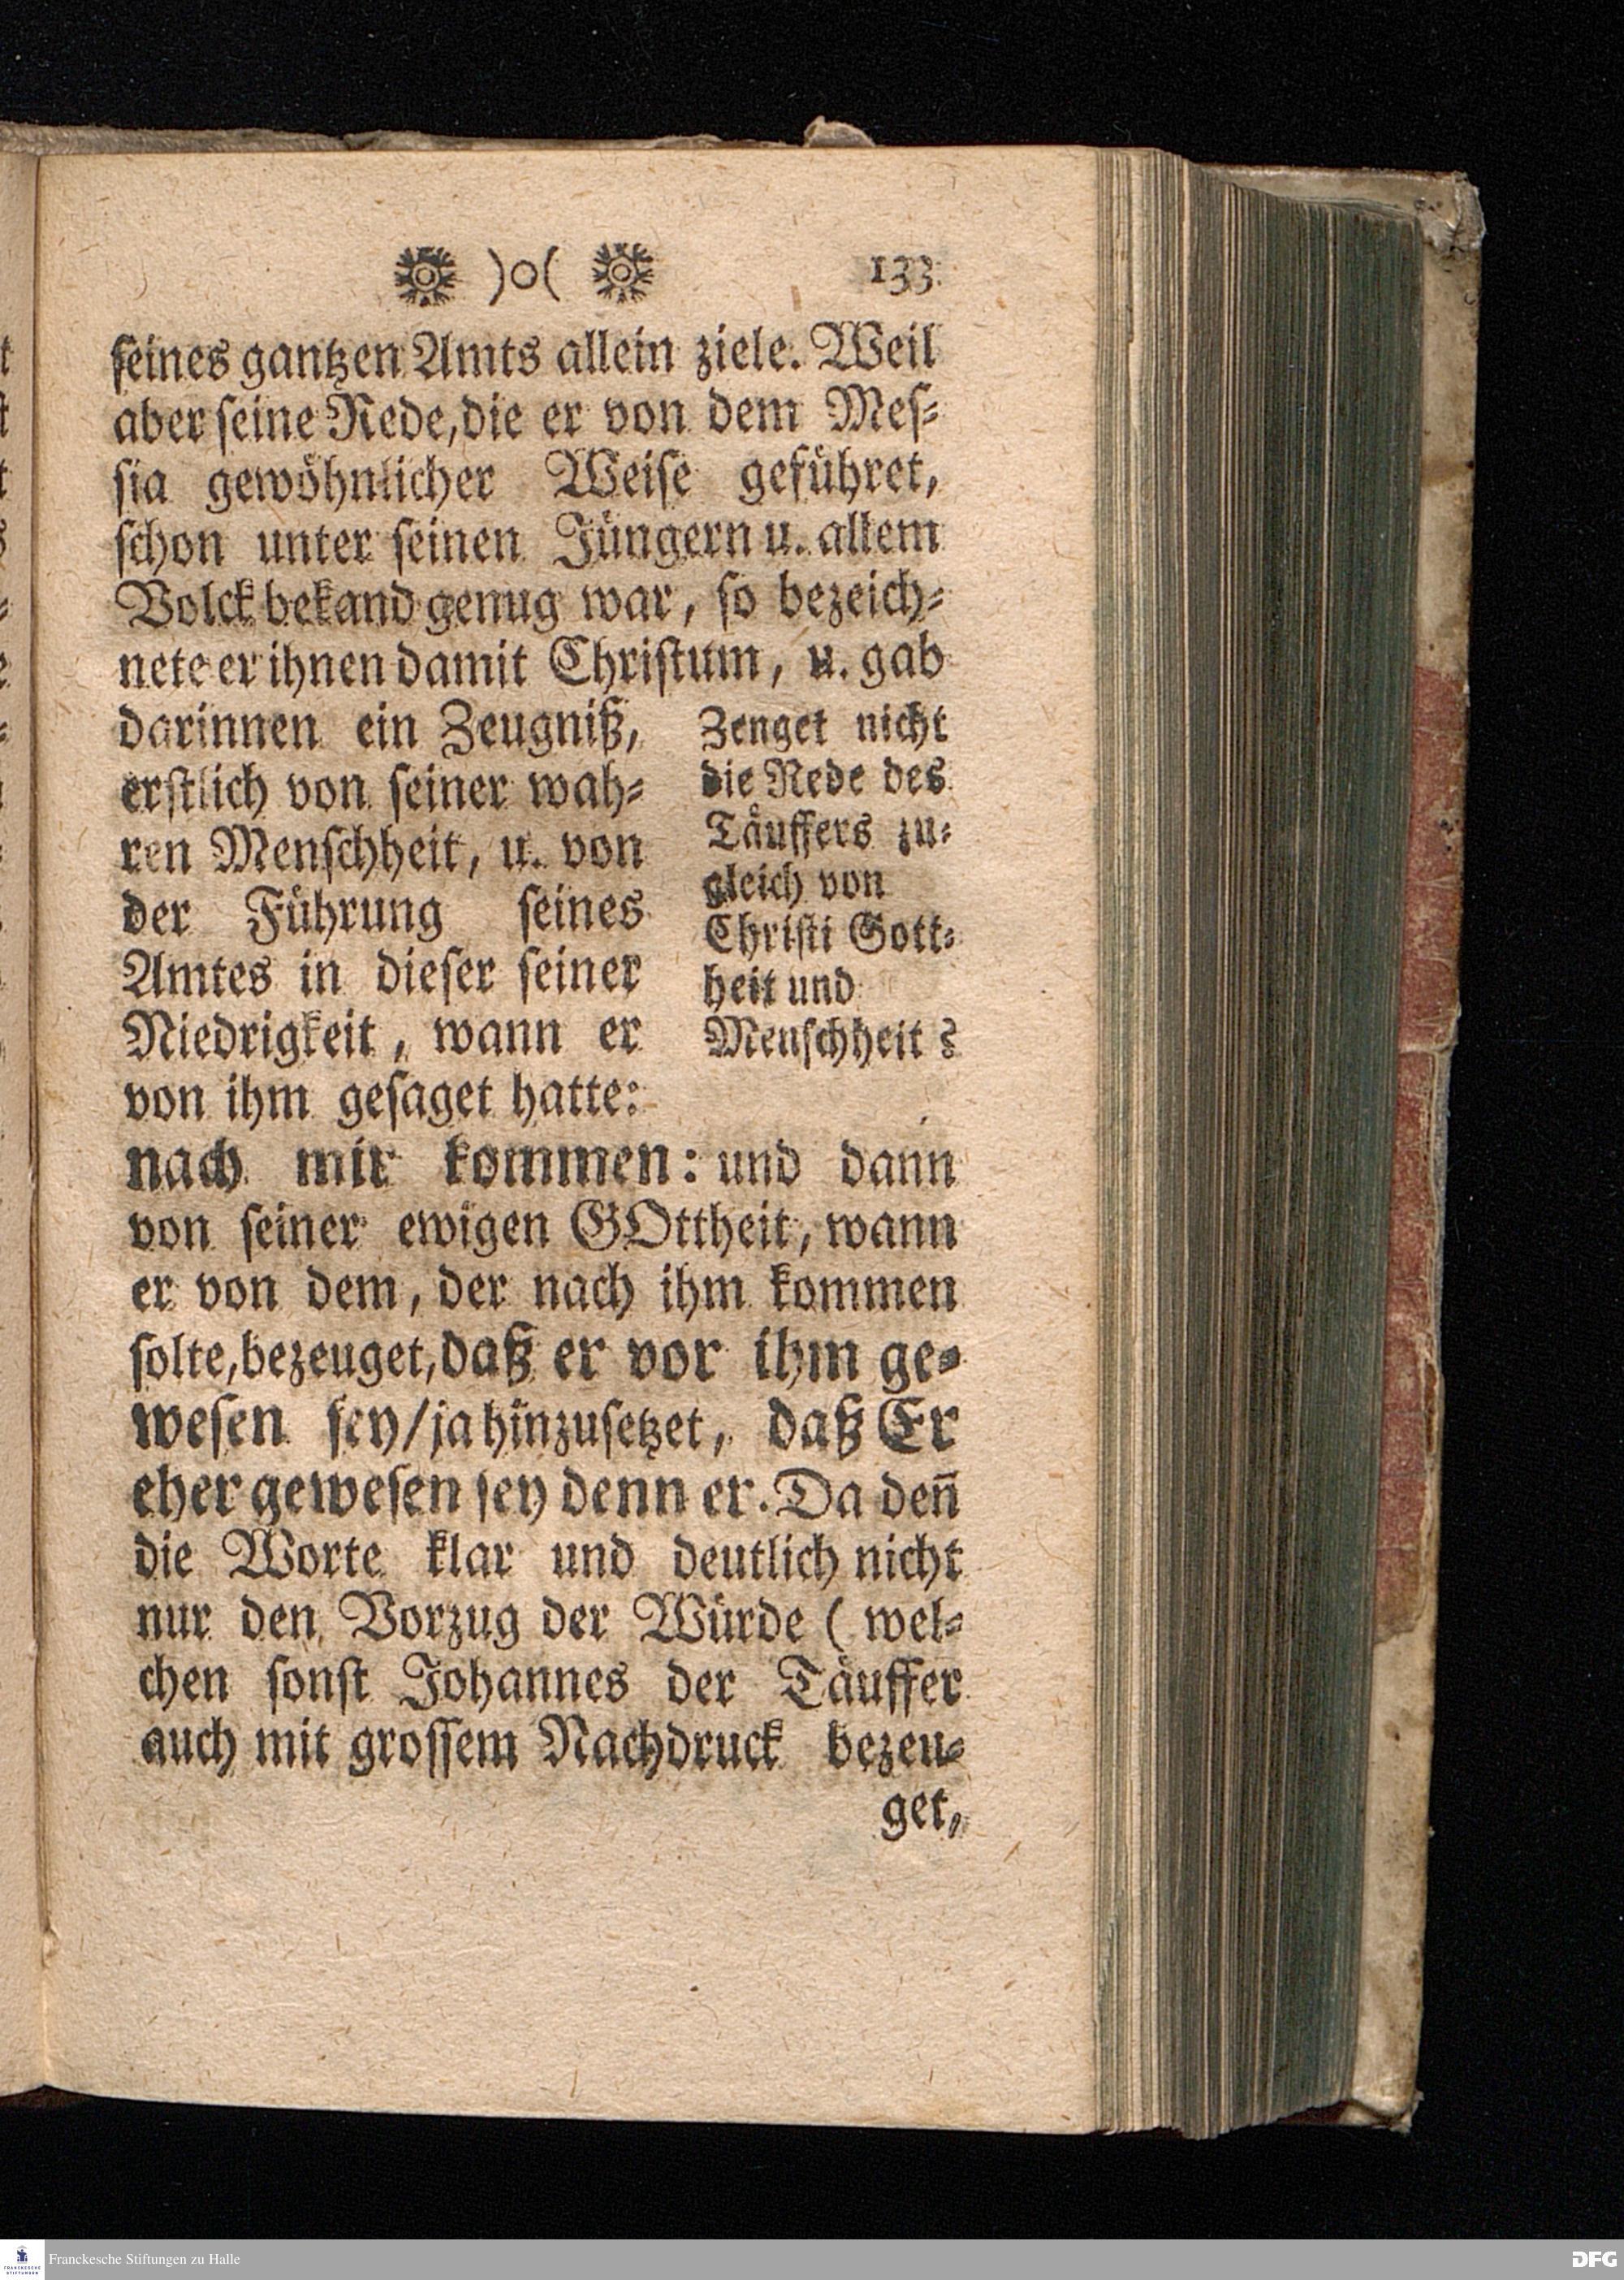 )o( 133
seines gantzen Amts allein ziele. Weil
aber seine Rede, die er von dem Mes-
sia gewöhnlicher Weise geführet,
schon unter seinen Jüngern u. allem
Volck bekand genug war, so bezeich-
nete er ihnen damit Christum, u. gab
darinnen ein Zeugniß,
erstlich von seiner wah-
ren Menschheit, u. von
der Führung seines
Amtes in dieser seiner
Niedrigkeit, wann er
von ihm gesaget hatte:
Zenget nicht
die Rede des
Täuffers zu-
gleich von
Christi Gott-
heit und
Menschheit?
nach mir kommen: und dann
von seiner ewigen GOttheit, wann
er von dem, der nach ihm kommen
solte, bezeuget, daß er vor ihm ge-
wesen sey/ ja hinzusetzet, daß Er
eher gewesen sey denn er. Da deñ
die Worte klar und deutlich nicht
nur den Vorzug der Würde ( wel-
chen sonst Johannes der Täuffer
auch mit grossem Nachdruck bezeu-
get,
Franckesche Stiftungen zu Halle
DFG